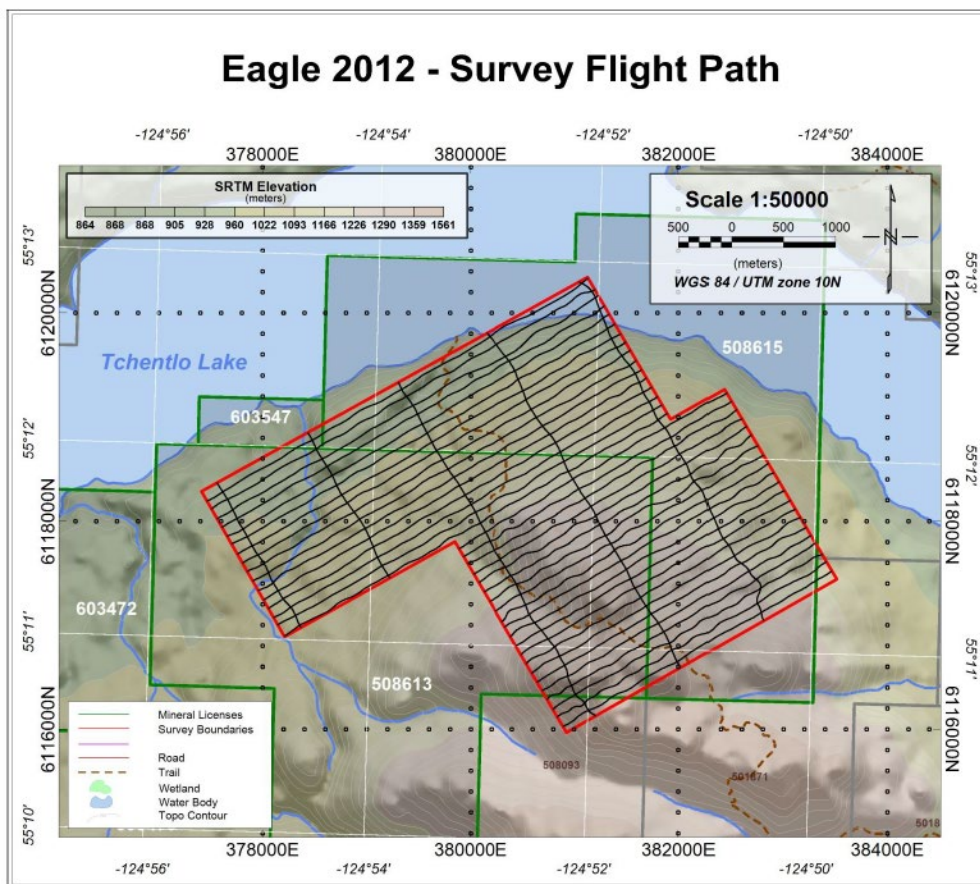 Eagle 2012 - Survey Flight Path
-124°56'
-124°54'
-124°52'
-124°50'
378000E
380000E
382000E
384000E
SRTM Elevation
(meters)
864 868 868 905 928 960 1022 1093 1166 1226 1290 1359 1561
Scale 1:50000
500 0 500 1000
(meters)
WGS 84 / UTM zone 10N
N
55°13'
55°13'
6120000N
6120000N
Tchentlo Lake
508615
603547
55°12'
55°12'
6118000N
6118000N
603472
55°11'
55°11'
508613
6116000N
6116000N
Mineral Licenses
Survey Boundaries
Road
Trail
Wetland
Water Body
Topo Contour
508093
501671
5018
55°10'
55°10'
378000E
380000E
382000E
384000E
-124°56'
-124°54'
-124°52'
-124°50'